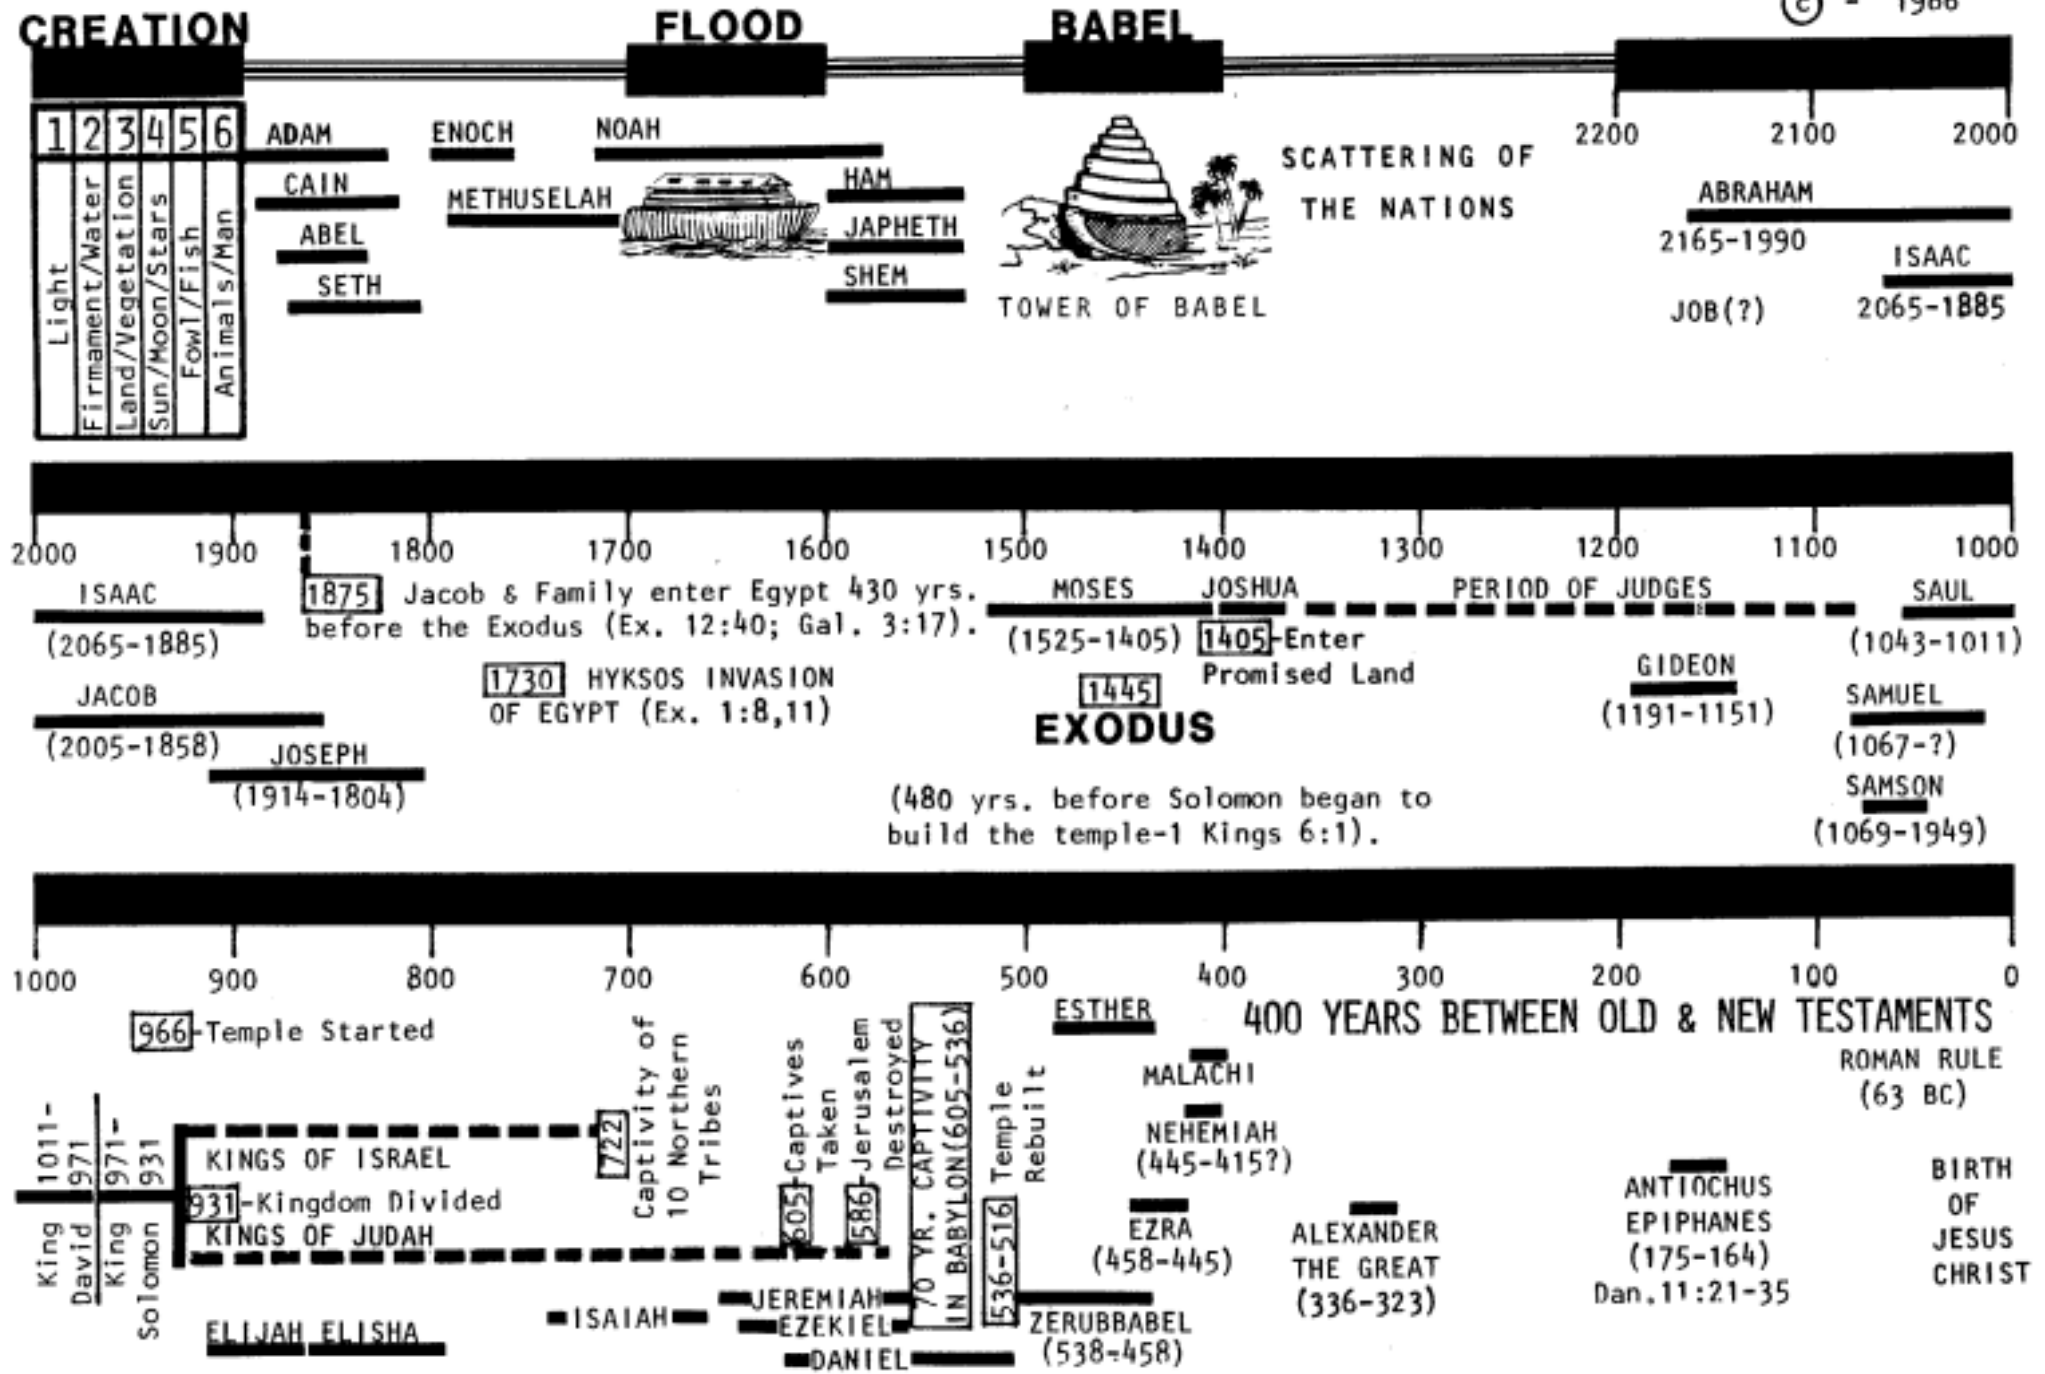 © - 1986
CREATION
FLOOD
BABEL
1 2 3 4 5 6
Light
Firmament/Water
Land/Vegetation
Sun/Moon/Stars
Fowl/Fish
Animals/Man
ADAM
CAIN
ABEL
SETH
ENOCH
METHUSELAH
NOAH
HAM
JAPHETH
SHEM
TOWER OF BABEL
SCATTERING OF
THE NATIONS
2200 2100 2000
ABRAHAM
2165-1990
ISAAC
2065-1885
JOB(?)
2000 1900 1800 1700 1600 1500 1400 1300 1200 1100 1000
ISAAC
(2065-1885)
JACOB
(2005-1858)
JOSEPH
(1914-1804)
1875 Jacob & Family enter Egypt 430 yrs.
before the Exodus (Ex. 12:40; Gal. 3:17).
1730 HYKSOS INVASION
OF EGYPT (Ex. 1:8,11)
MOSES
(1525-1405)
JOSHUA
1405-Enter
Promised Land
1445
EXODUS
(480 yrs. before Solomon began to
build the temple-1 Kings 6:1).
PERIOD OF JUDGES
GIDEON
(1191-1151)
SAUL
(1043-1011)
SAMUEL
(1067-?)
SAMSON
(1069-1949)
1000 900 800 700 600 500 400 300 200 100 0
966-Temple Started
King David 1011-971
King Solomon 971-931
KINGS OF ISRAEL
931-Kingdom Divided
KINGS OF JUDAH
ELIJAH ELISHA
722
Captivity of
10 Northern
Tribes
605-Captives
Taken
586-Jerusalem
Destroyed
70 YR. CAPTIVITY
IN BABYLON(605-536)
536-516 Temple
Rebuilt
ISAIAH
JEREMIAH
EZEKIEL
DANIEL
ZERUBBABEL
(538-458)
ESTHER
MALACHI
NEHEMIAH
(445-415?)
EZRA
(458-445)
400 YEARS BETWEEN OLD & NEW TESTAMENTS
ALEXANDER
THE GREAT
(336-323)
ANTIOCHUS
EPIPHANES
(175-164)
Dan.11:21-35
ROMAN RULE
(63 BC)
BIRTH
OF
JESUS
CHRIST